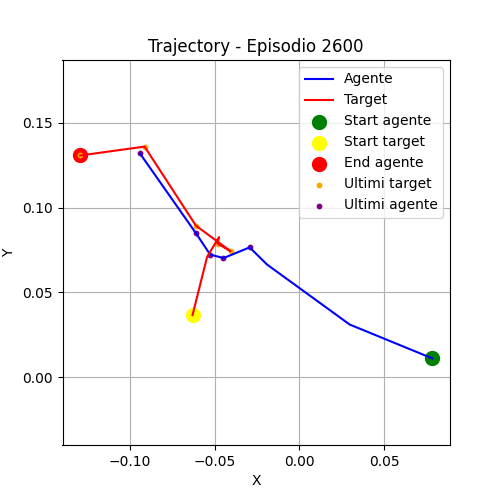 Trajectory - Episodio 2600
Agente
Target
Start agente
Start target
End agente
Ultimi target
Ultimi agente
0.15
0.10
0.05
0.00
Y
−0.10
−0.05
0.00
0.05
X